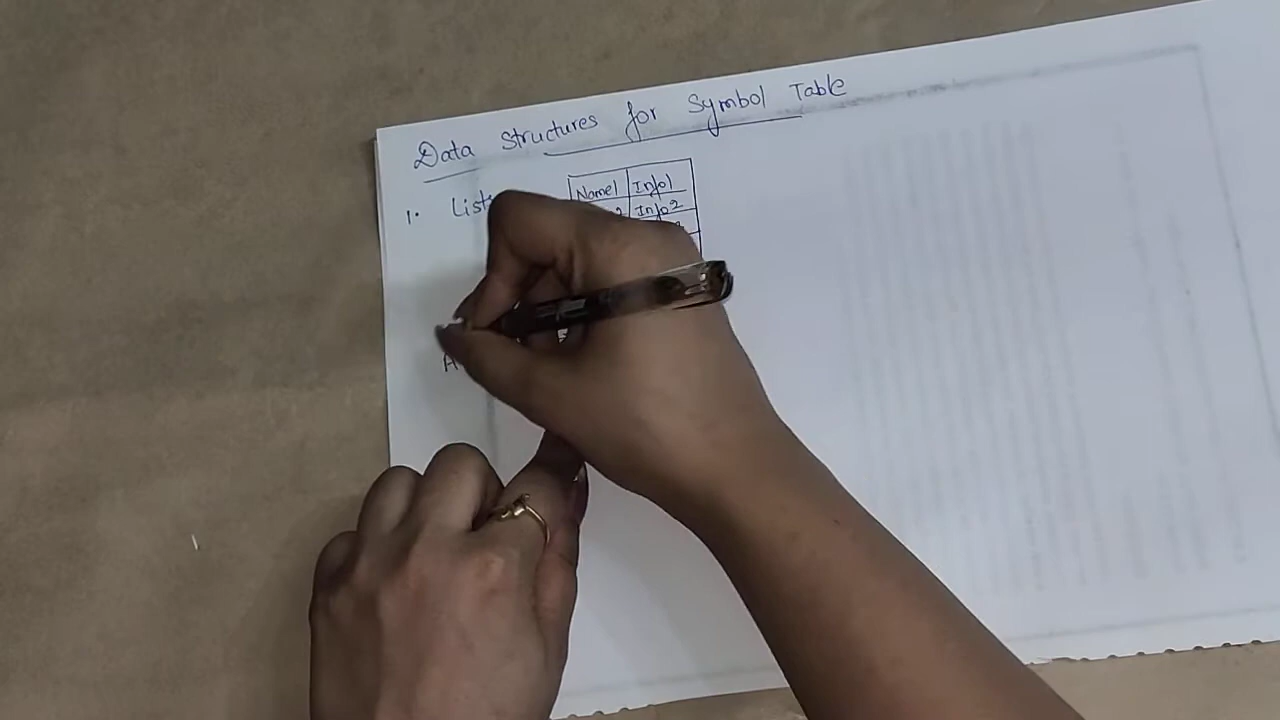 Data Structures for Symbol Table
1. List
Name1 Info1
Info2